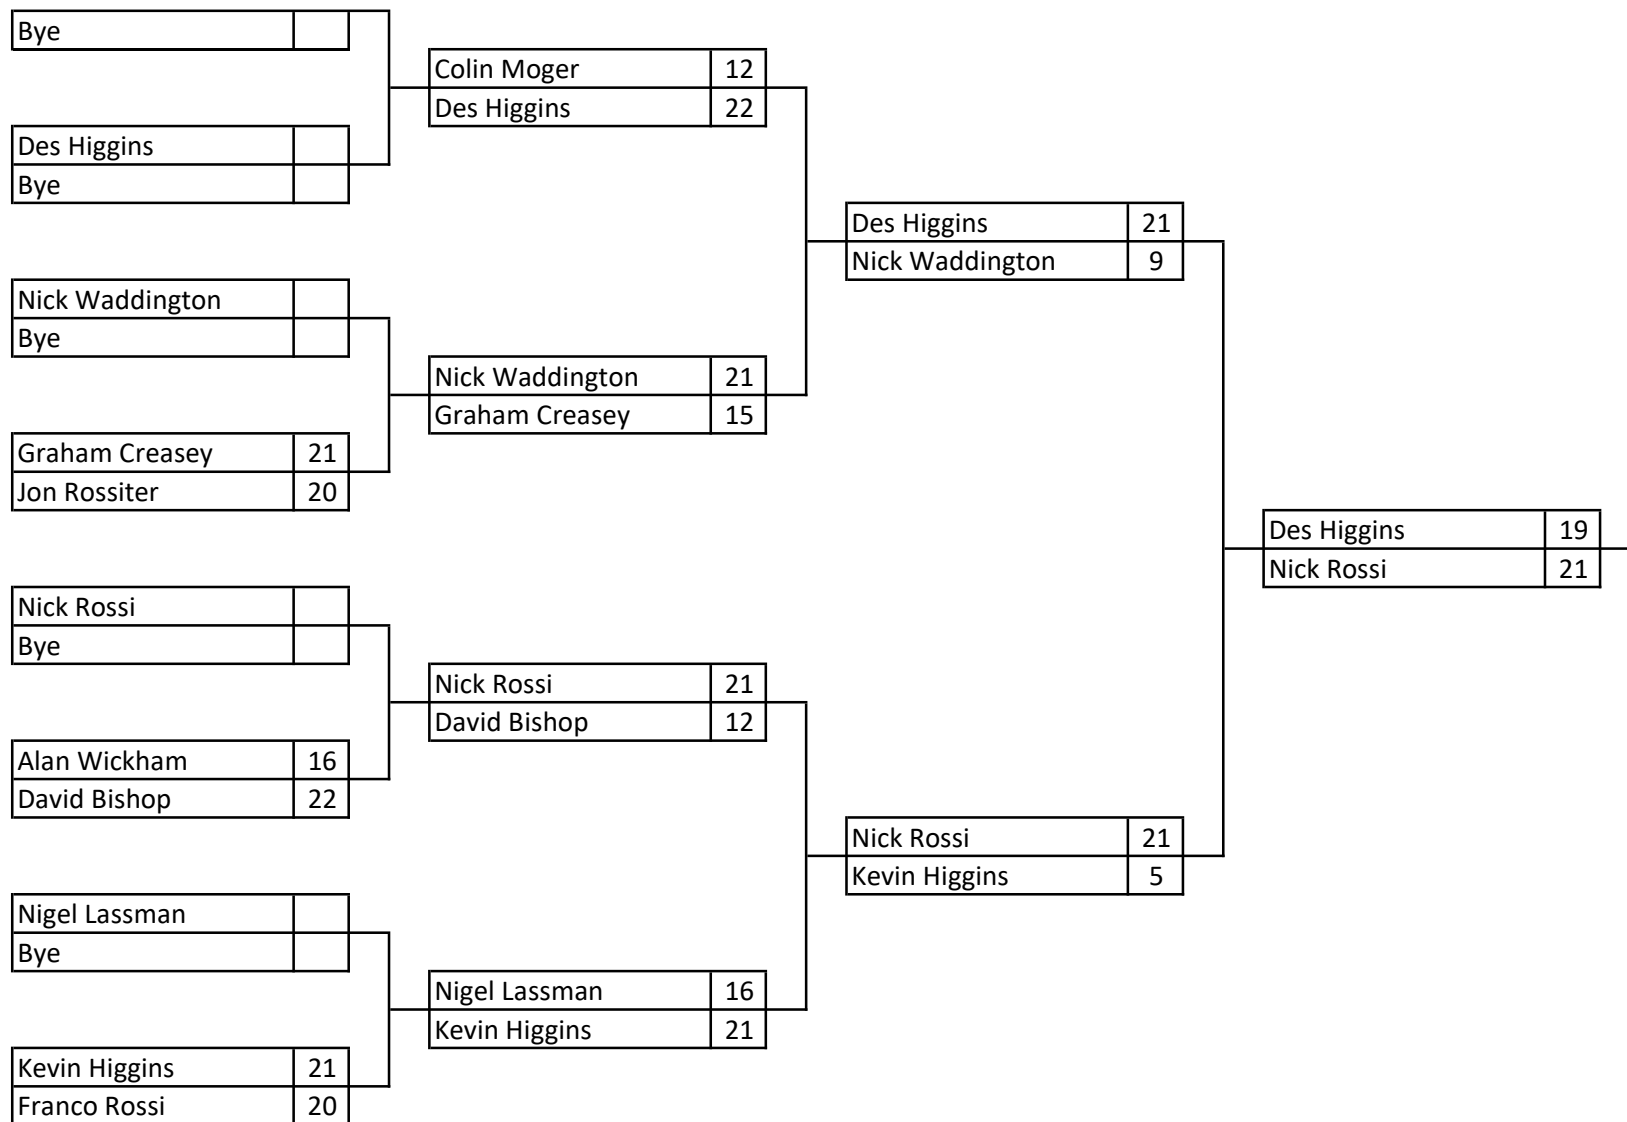 Bye
Des Higgins
Bye
Nick Waddington
Bye
Graham Creasey 21
Jon Rossiter 20
Nick Rossi
Bye
Alan Wickham 16
David Bishop 22
Nigel Lassman
Bye
Kevin Higgins 21
Franco Rossi 20
Colin Moger 12
Des Higgins 22
Nick Waddington 21
Graham Creasey 15
Nick Rossi 21
David Bishop 12
Nigel Lassman 16
Kevin Higgins 21
Des Higgins 21
Nick Waddington 9
Nick Rossi 21
Kevin Higgins 5
Des Higgins 19
Nick Rossi 21